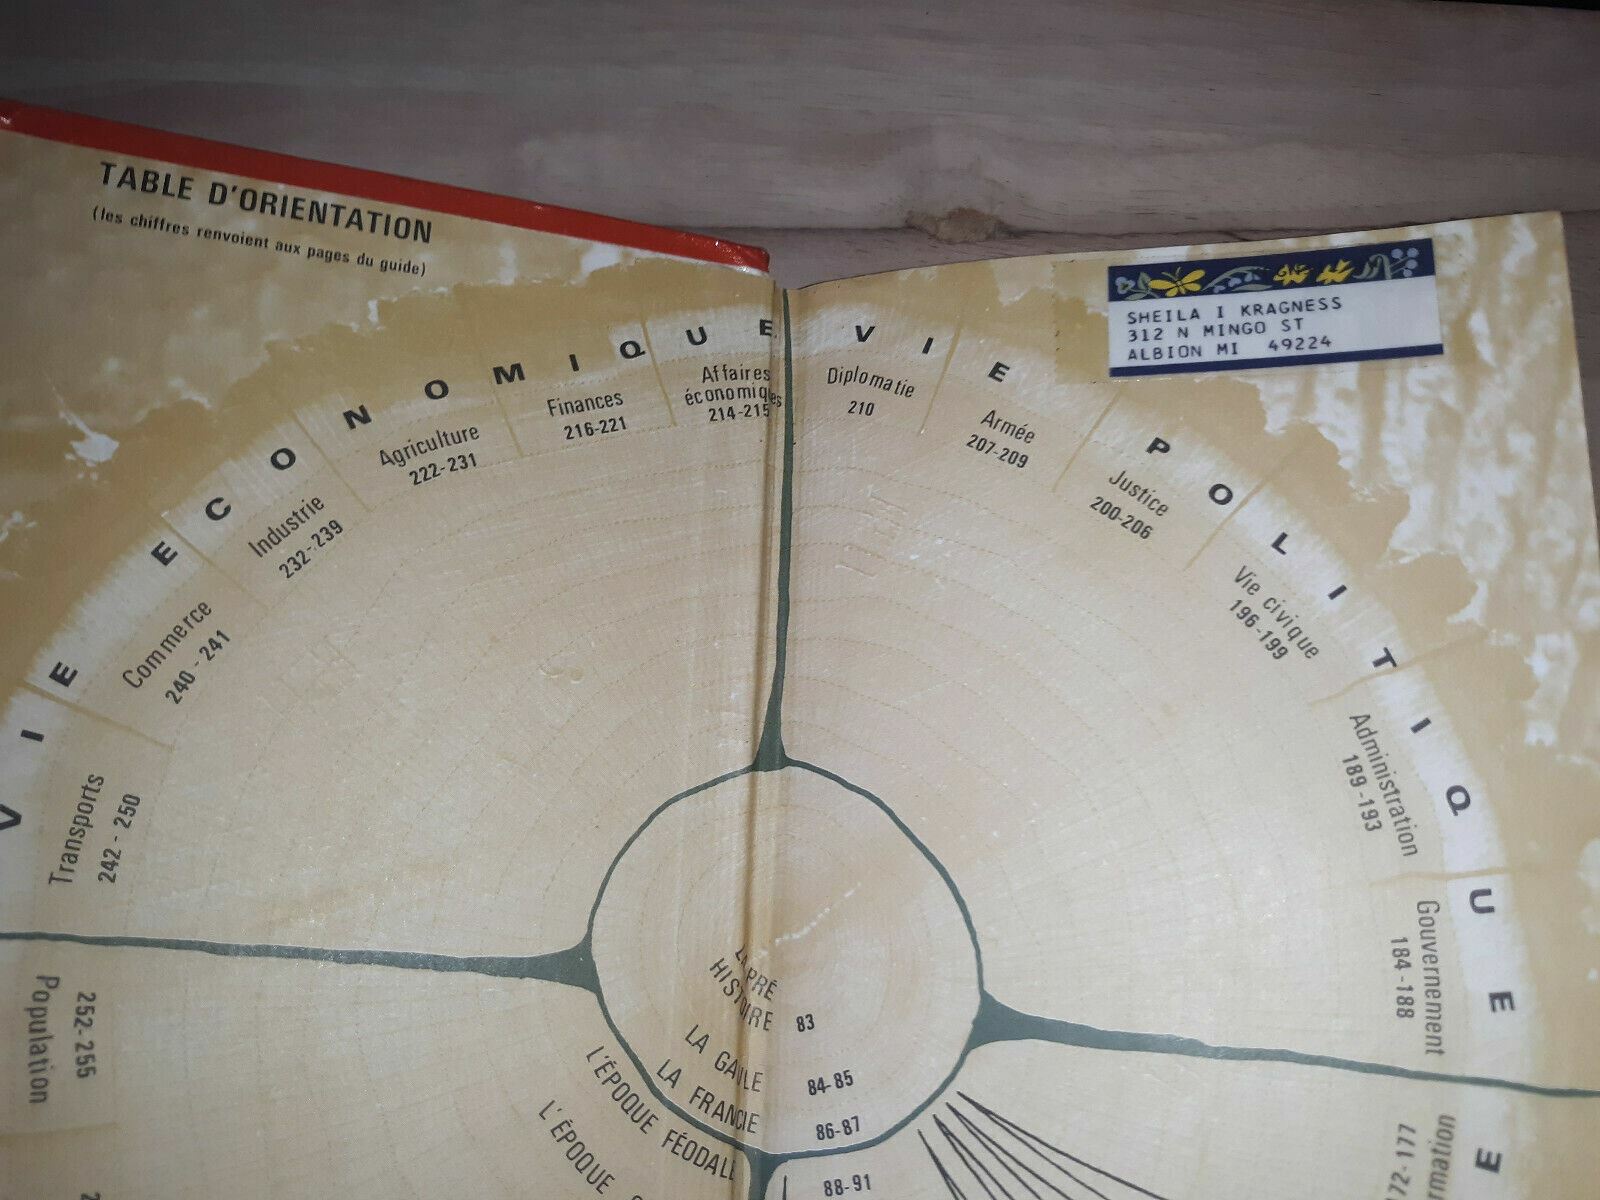 TABLE D'ORIENTATION
(les chiffres renvoient aux pages du guide)
SHEILA I KRAGNESS
312 N MINGO ST
ALBION MI 49224
VIE ECONOMIQUE
Transports
242 - 250
Commerce
240 - 241
Industrie
232-239
Agriculture
222-231
Finances
216-221
Affaires
économiques
214-215
VIE POLITIQUE
Diplomatie
210
Armée
207-209
Justice
200-206
Vie civique
196-199
Administration
189-193
Gouvernement
184-188
Population
252-255
LA PRÉ
HISTOIRE
83
LA GAULE
84-85
LA FRANCIE
86-87
L'ÉPOQUE FÉODALE
88-91
L'ÉPOQUE
72-177
mation
E